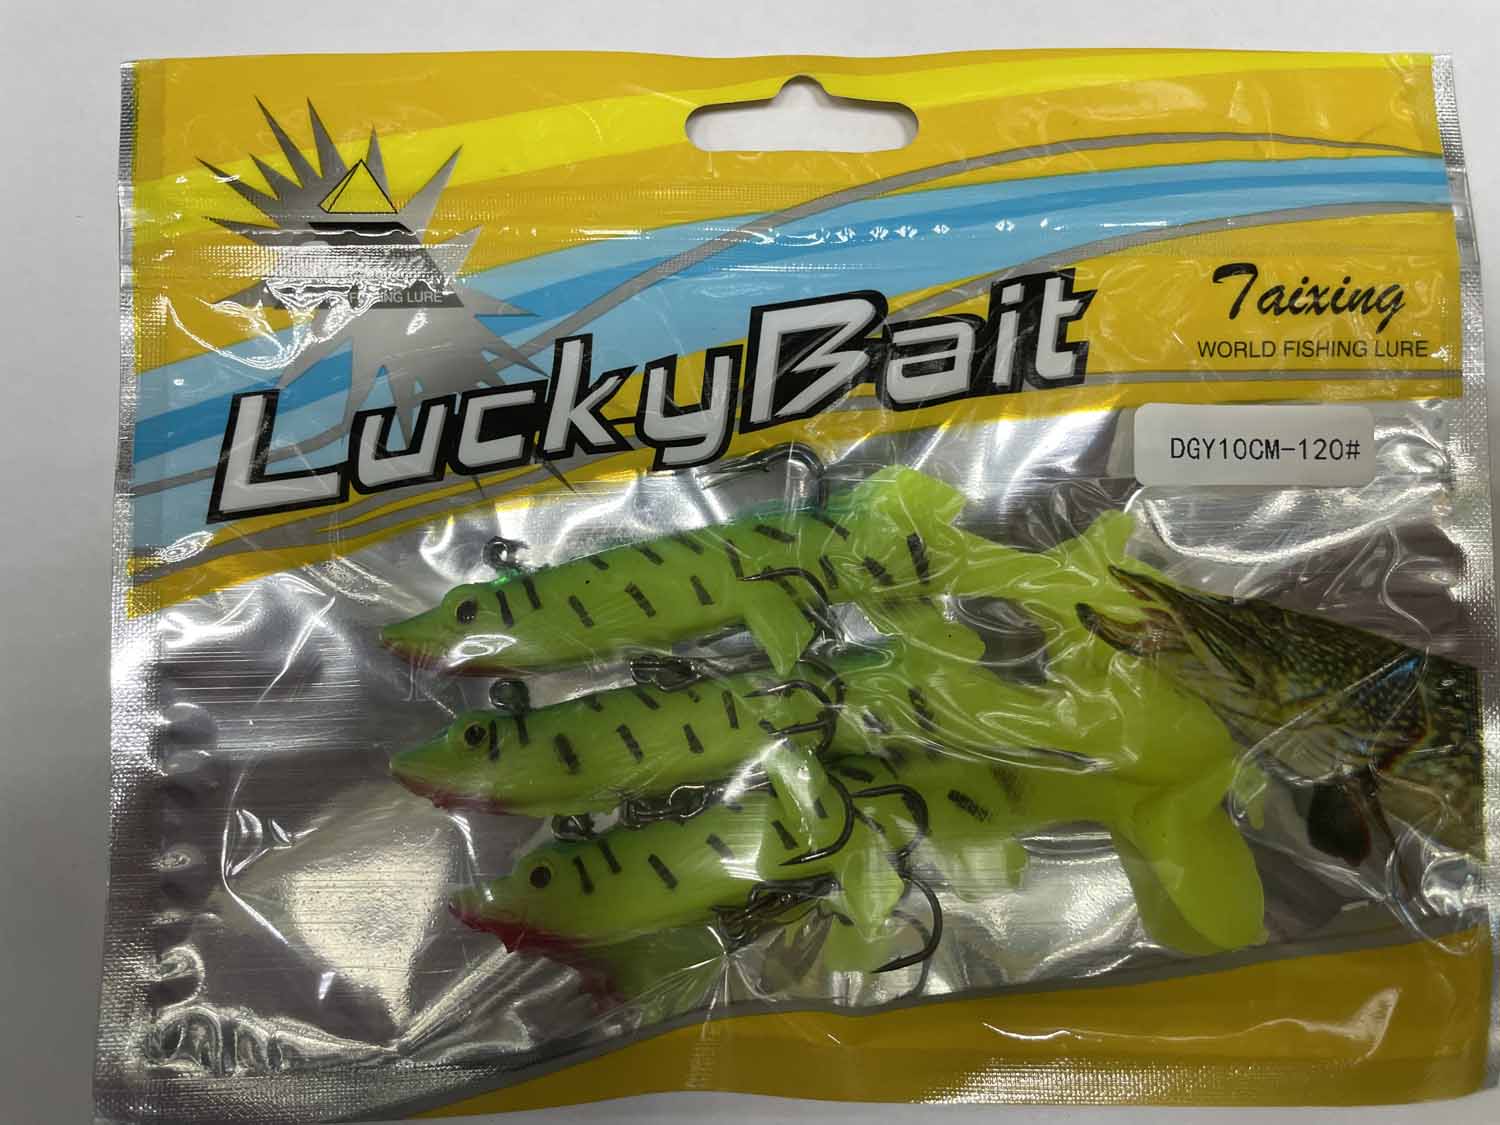 FISHING LURE
LuckyBait
Taixing
WORLD FISHING LURE
DGY10CM-120#